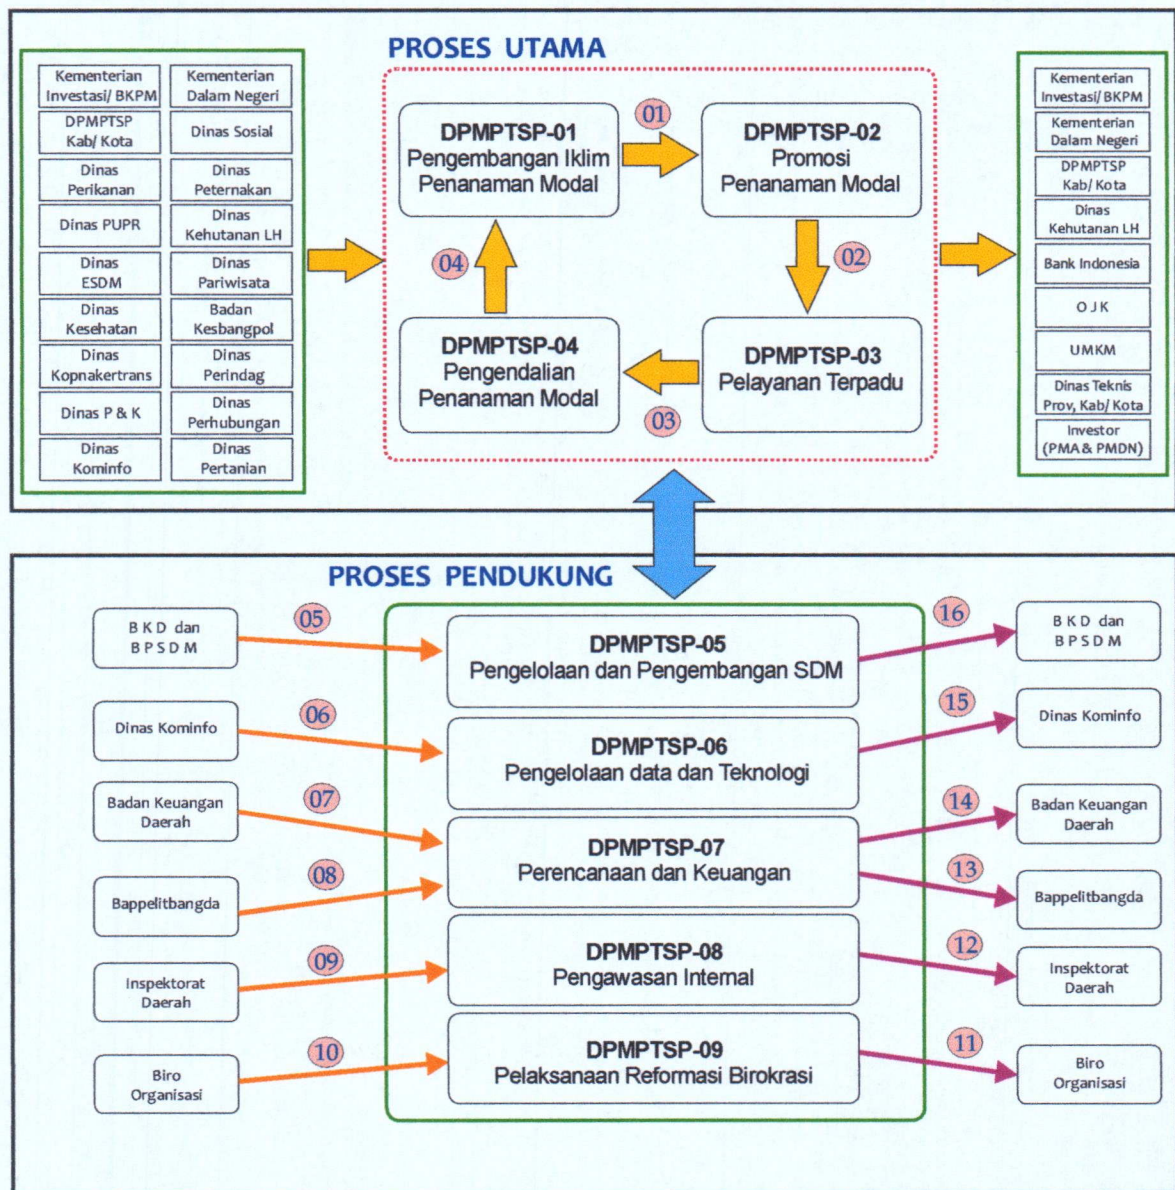 PROSES UTAMA
Kementerian
Investasi/ BKPM
Kementerian
Dalam Negeri
DPMPTSP
Kab/ Kota
Dinas Sosial
Dinas
Perikanan
Dinas
Peternakan
Dinas PUPR
Dinas
Kehutanan LH
Dinas
ESDM
Dinas
Pariwisata
Dinas
Kesehatan
Badan
Kesbangpol
Dinas
Kopnakertrans
Dinas
Perindag
Dinas P & K
Dinas
Perhubungan
Dinas
Kominfo
Dinas
Pertanian
DPMPTSP-01
Pengembangan Iklim
Penanaman Modal
01
DPMPTSP-02
Promosi
Penanaman Modal
04
02
DPMPTSP-04
Pengendalian
Penanaman Modal
03
DPMPTSP-03
Pelayanan Terpadu
Kementerian
Investasi/ BKPM
Kementerian
Dalam Negeri
DPMPTSP
Kab/ Kota
Dinas
Kehutanan LH
Bank Indonesia
O J K
UMKM
Dinas Teknis
Prov, Kab/ Kota
Investor
(PMA & PMDN)
PROSES PENDUKUNG
B K D dan
B P S D M
05
DPMPTSP-05
Pengelolaan dan Pengembangan SDM
16
B K D dan
B P S D M
Dinas Kominfo
06
DPMPTSP-06
Pengelolaan data dan Teknologi
15
Dinas Kominfo
Badan Keuangan
Daerah
07
DPMPTSP-07
Perencanaan dan Keuangan
14
Badan Keuangan
Daerah
Bappelitbangda
08
13
Bappelitbangda
Inspektorat
Daerah
09
DPMPTSP-08
Pengawasan Internal
12
Inspektorat
Daerah
Biro
Organisasi
10
DPMPTSP-09
Pelaksanaan Reformasi Birokrasi
11
Biro
Organisasi